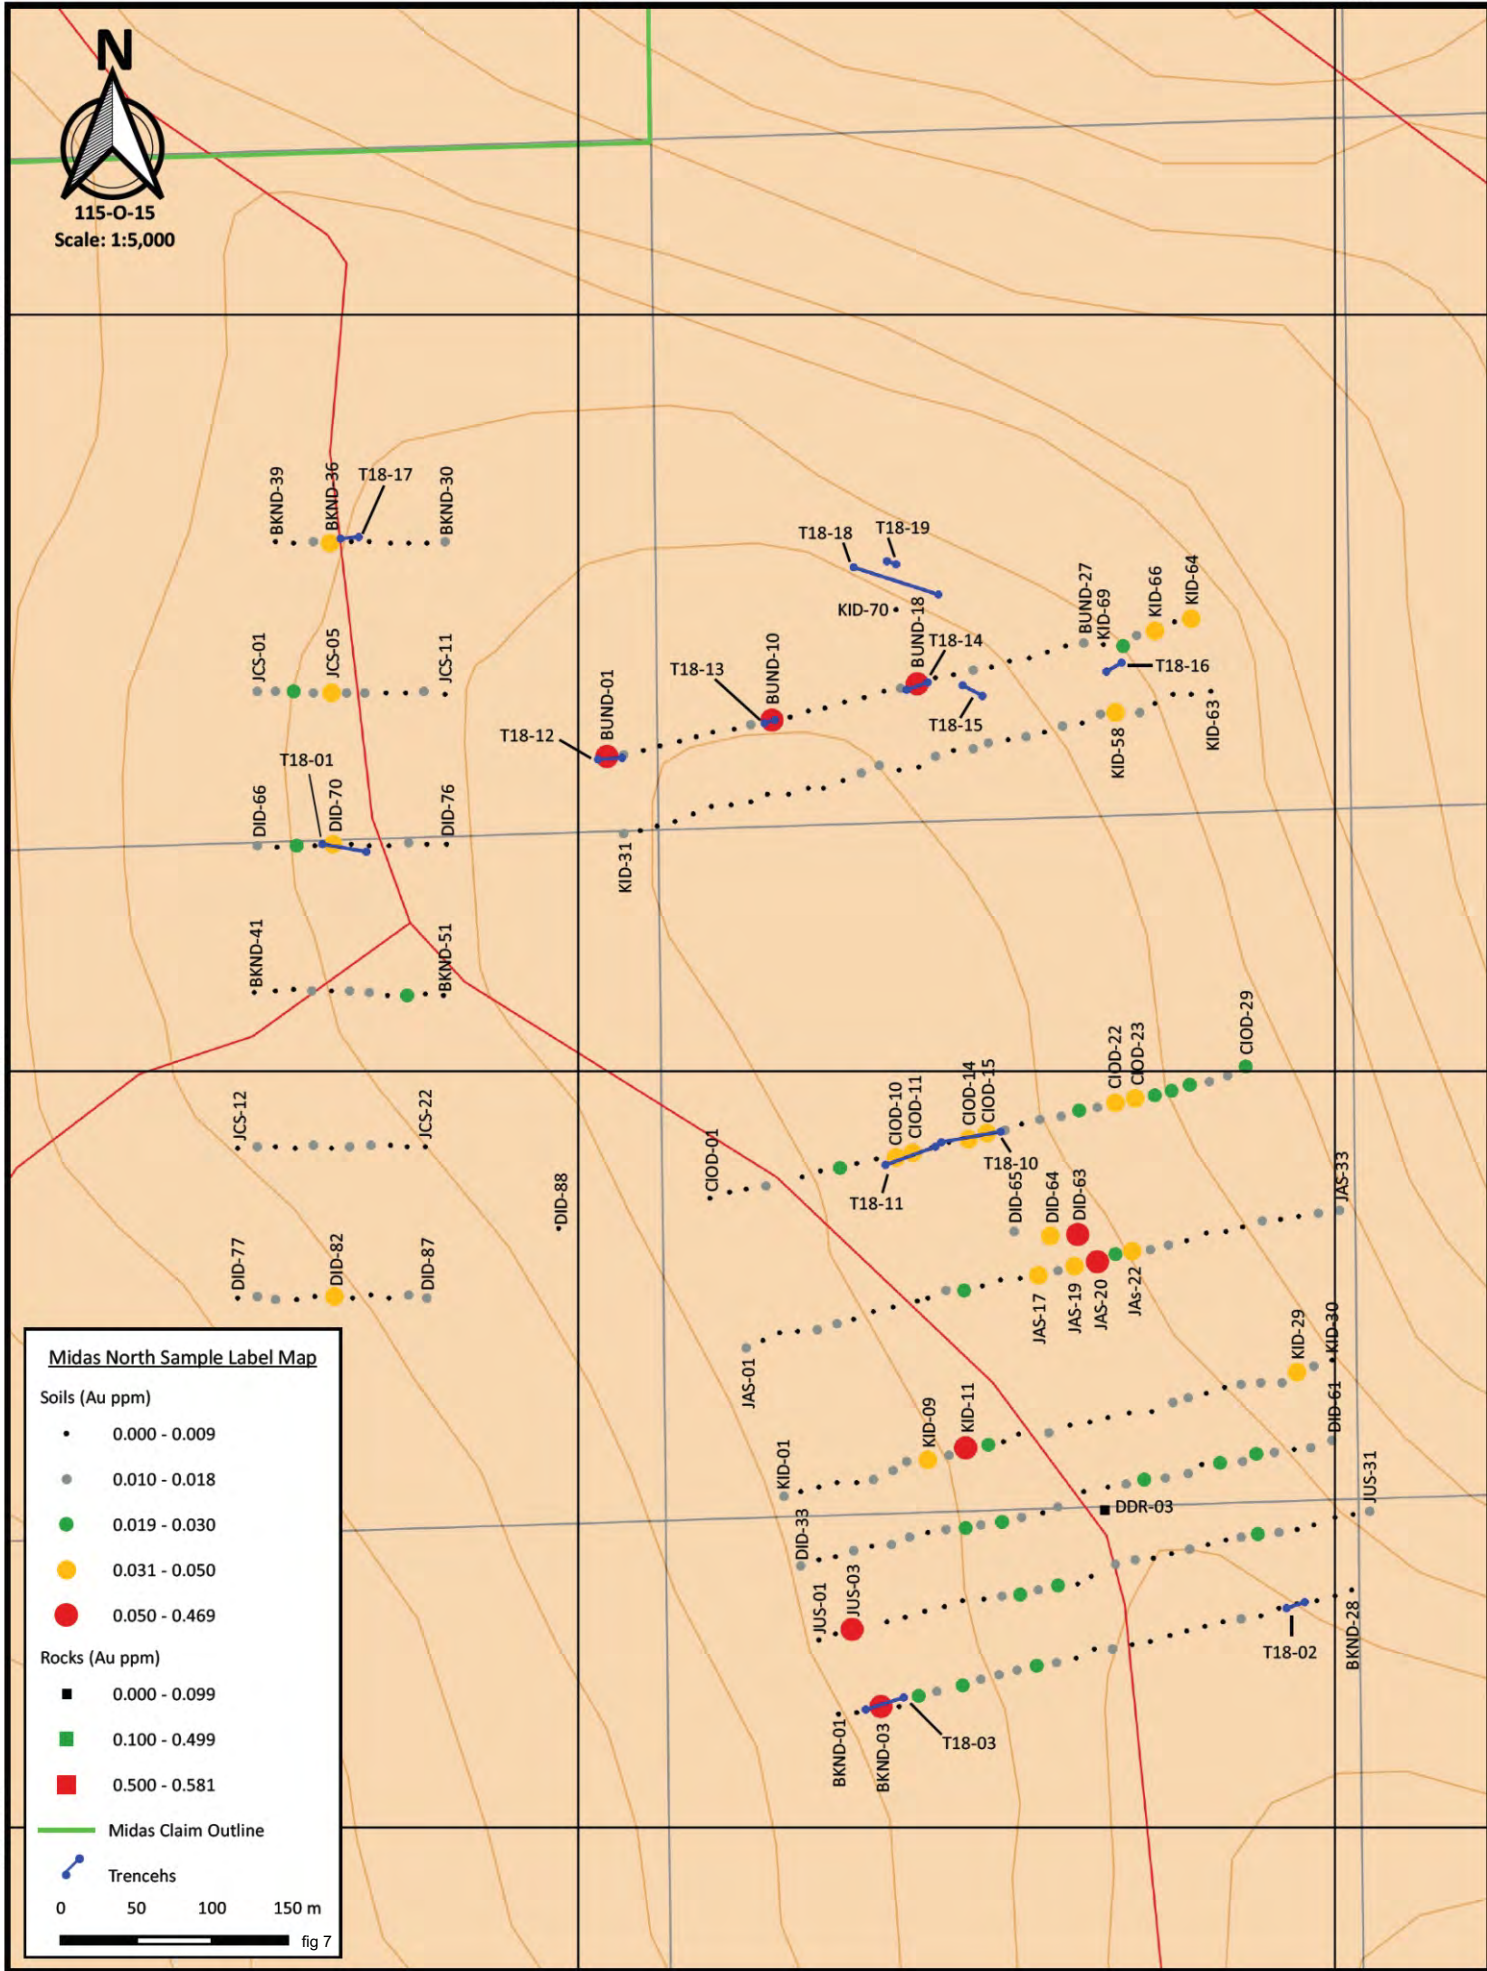 N
115-O-15
Scale: 1:5,000
BKND-39
BKND-36
T18-17
BKND-30
T18-18
T18-19
KID-70
BUND-18
T18-14
BUND-27
KID-69
KID-66
KID-64
T18-16
JCS-01
JCS-05
JCS-11
T18-13
BUND-10
T18-15
KID-58
KID-63
T18-12
BUND-01
T18-01
DID-66
DID-70
DID-76
KID-31
BKND-41
BKND-51
JCS-12
JCS-22
CIOD-01
CIOD-10
CIOD-11
CIOD-14
CIOD-15
CIOD-22
CIOD-23
CIOD-29
T18-10
T18-11
DID-88
DID-65
DID-64
DID-63
JAS-33
DID-77
DID-82
DID-87
JAS-01
JAS-17
JAS-19
JAS-20
JAs-22
KID-29
KID-30
KID-01
KID-09
KID-11
DID-61
DID-33
DDR-03
JUS-31
JUS-01
JUS-03
T18-02
BKND-28
BKND-01
BKND-03
T18-03
Midas North Sample Label Map
Soils (Au ppm)
0.000 - 0.009
0.010 - 0.018
0.019 - 0.030
0.031 - 0.050
0.050 - 0.469
Rocks (Au ppm)
0.000 - 0.099
0.100 - 0.499
0.500 - 0.581
Midas Claim Outline
Trencehs
0 50 100 150 m
fig 7